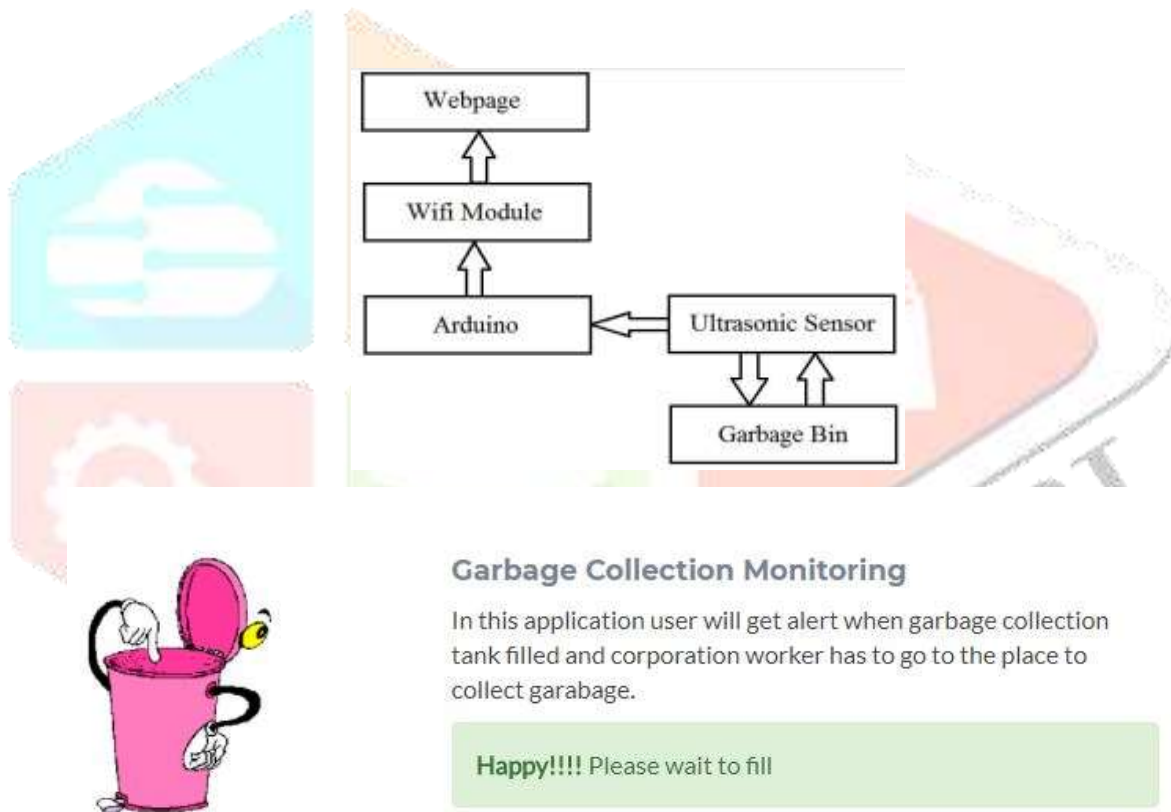 Webpage
Wifi Module
Arduino
Ultrasonic Sensor
Garbage Bin
Garbage Collection Monitoring
In this application user will get alert when garbage collection
tank filled and corporation worker has to go to the place to
collect garabage.
Happy!!!! Please wait to fill